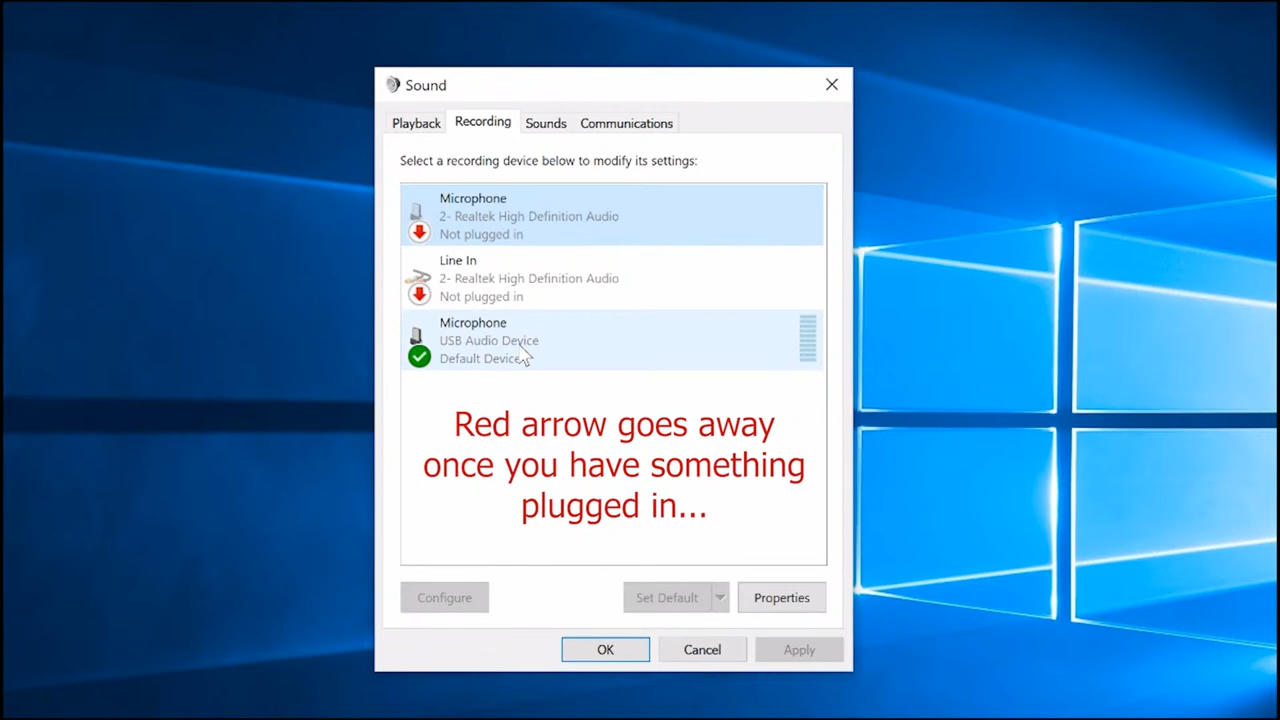 Sound
Playback Recording Sounds Communications
Select a recording device below to modify its settings:
Microphone
2- Realtek High Definition Audio
Not plugged in
Line In
2- Realtek High Definition Audio
Not plugged in
Microphone
USB Audio Device
Default Device
Red arrow goes away
once you have something
plugged in...
Configure Set Default Properties
OK Cancel Apply